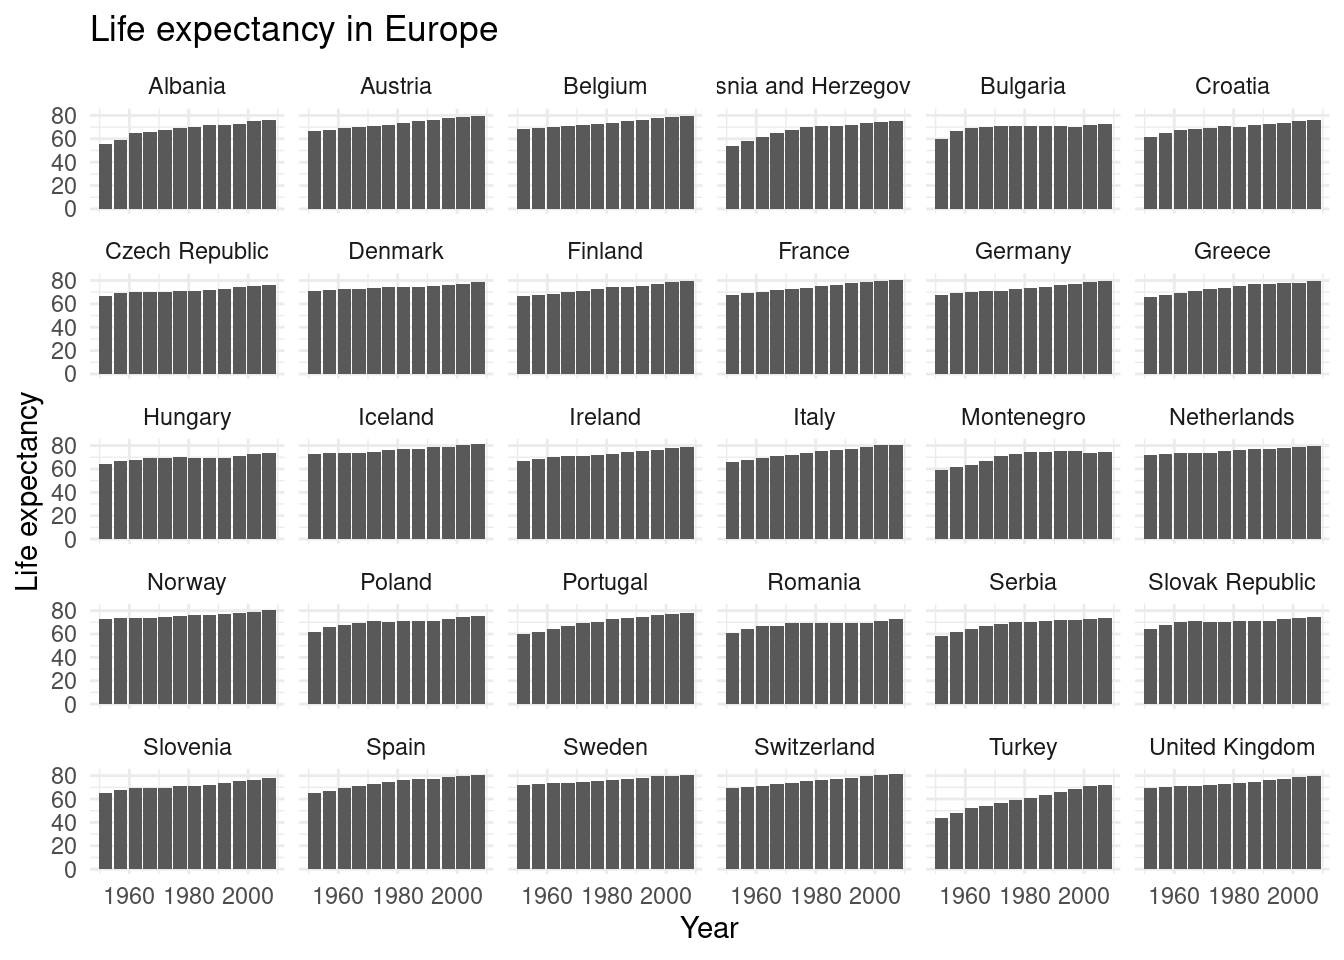 Life expectancy in Europe
Albania Austria Belgium snia and Herzegov Bulgaria Croatia
80
60
40
20
0
Czech Republic Denmark Finland France Germany Greece
80
60
40
20
0
Hungary Iceland Ireland Italy Montenegro Netherlands
80
60
40
20
0
Life expectancy
Norway Poland Portugal Romania Serbia Slovak Republic
80
60
40
20
0
Slovenia Spain Sweden Switzerland Turkey United Kingdom
80
60
40
20
0
1960 1980 2000 1960 1980 2000 1960 1980 2000 1960 1980 2000 1960 1980 2000 1960 1980 2000
Year